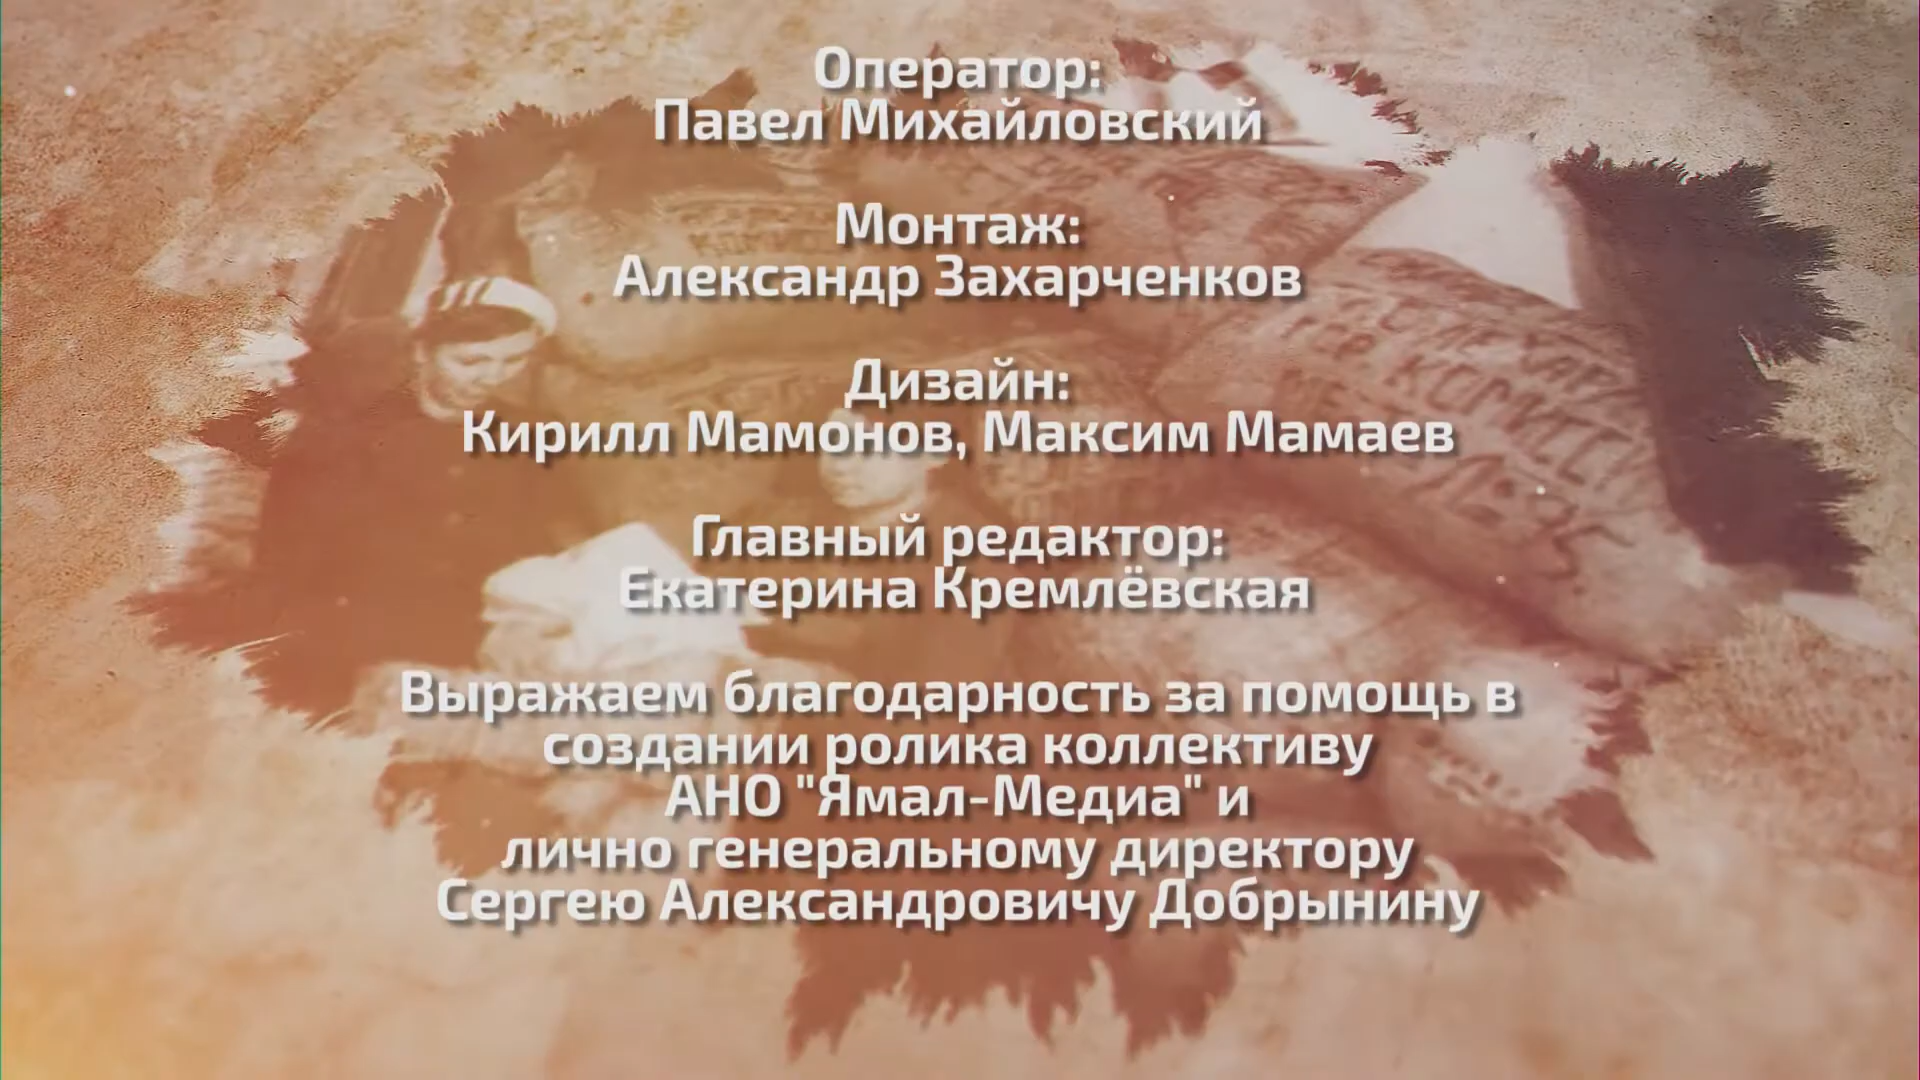 Оператор:
Павел Михайловский
Монтаж:
Александр Захарченков
Дизайн:
Кирилл Мамонов, Максим Мамаев
Главный редактор:
Екатерина Кремлёвская
Выражаем благодарность за помощь в
создании ролика коллективу
АНО "Ямал-Медиа" и
лично генеральному директору
Сергею Александровичу Добрынину